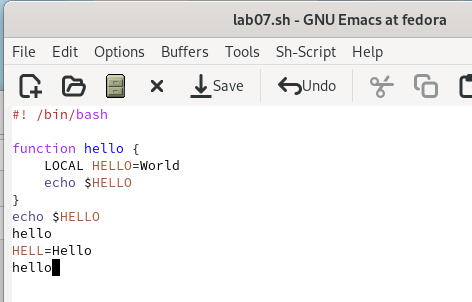 lab07.sh - GNU Emacs at fedora
File Edit Options Buffers Tools Sh-Script Help
Save Undo
#! /bin/bash
function hello {
    LOCAL HELLO=World
    echo $HELLO
}
echo $HELLO
hello
HELL=Hello
hello